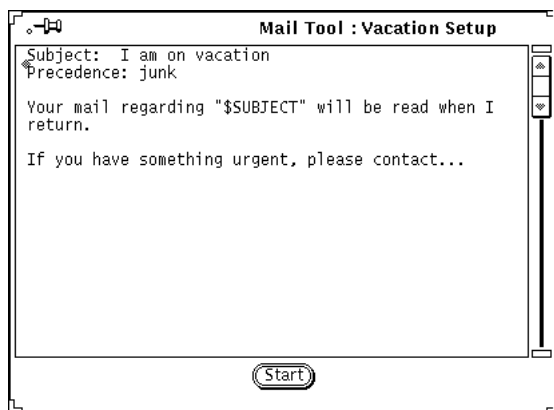 Mail Tool : Vacation Setup
Subject:  I am on vacation
Precedence: junk
Your mail regarding "$SUBJECT" will be read when I
return.
If you have something urgent, please contact...
Start